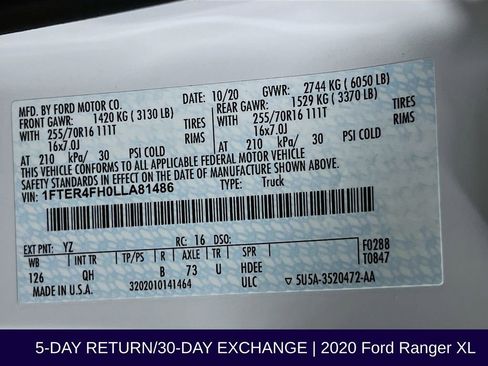 MFD. BY FORD MOTOR CO. 10/20 GVWR: 2744 KG ( 6050 LB)
FRONT GAWR: 1420 KG ( 3130 LB) REAR GAWR: 1529 KG ( 3370 LB)
WITH 255/70R16 111T TIRES WITH 255/70R16 111T TIRES
16x7.0J RIMS 16x7.0J RIMS
AT 210 kPa/ 30 PSI COLD AT 210 kPa/ 30 PSI COLD
THIS VEHICLE CONFORMS TO ALL APPLICABLE FEDERAL MOTOR VEHICLE
SAFETY STANDARDS IN EFFECT ON THE DATE OF MANUFACTURE SHOWN ABOVE.
VIN: 1FTER4FH0LLA81486 TYPE: Truck
EXT PNT: YZ RC: 16 DSO: F0288
WB INT TR TP/PS R AXLE TR SPR T0847
126 QH B 73 U HDEE
MADE IN U.S.A. 3202010141464 ULC 5U5A-3520472-AA
5-DAY RETURN/30-DAY EXCHANGE | 2020 Ford Ranger XL